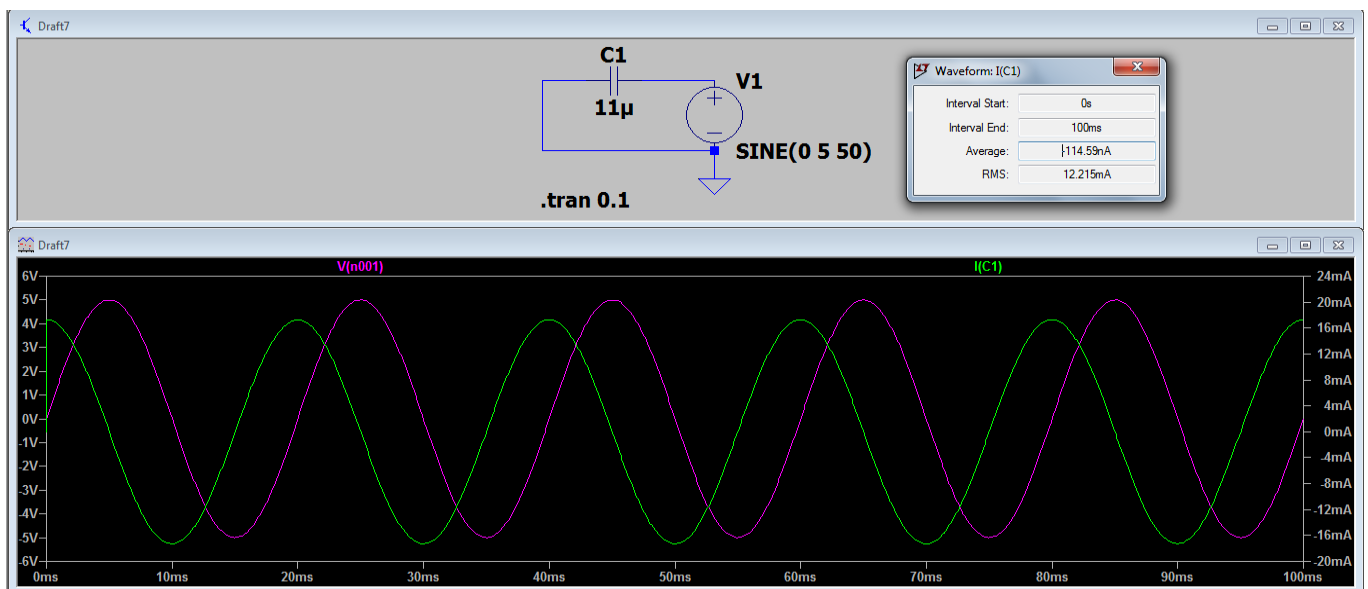 Draft7
C1
11µ
V1
SINE(0 5 50)
.tran 0.1
Waveform: I(C1)
Interval Start: 0s
Interval End: 100ms
Average: -114.59nA
RMS: 12.215mA
Draft7
V(n001) I(C1)
6V 24mA
5V 20mA
4V 16mA
3V 12mA
2V 8mA
1V 4mA
0V 0mA
-1V -4mA
-2V -8mA
-3V -12mA
-4V -16mA
-5V -20mA
-6V
0ms 10ms 20ms 30ms 40ms 50ms 60ms 70ms 80ms 90ms 100ms